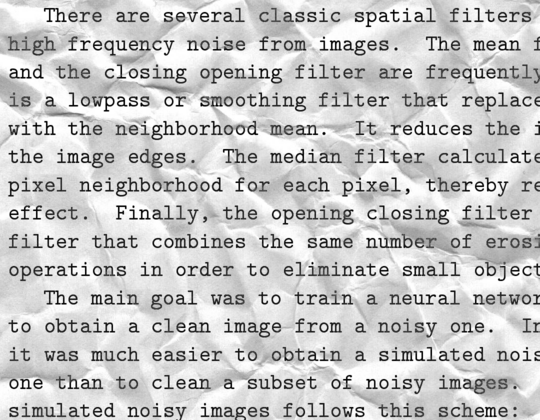 There are several classic spatial filters
high frequency noise from images. The mean f
and the closing opening filter are frequently
is a lowpass or smoothing filter that replace
with the neighborhood mean. It reduces the i
the image edges. The median filter calculate
pixel neighborhood for each pixel, thereby re
effect. Finally, the opening closing filter
filter that combines the same number of erosi
operations in order to eliminate small object
The main goal was to train a neural networ
to obtain a clean image from a noisy one. In
it was much easier to obtain a simulated nois
one than to clean a subset of noisy images.
simulated noisy images follows this scheme: